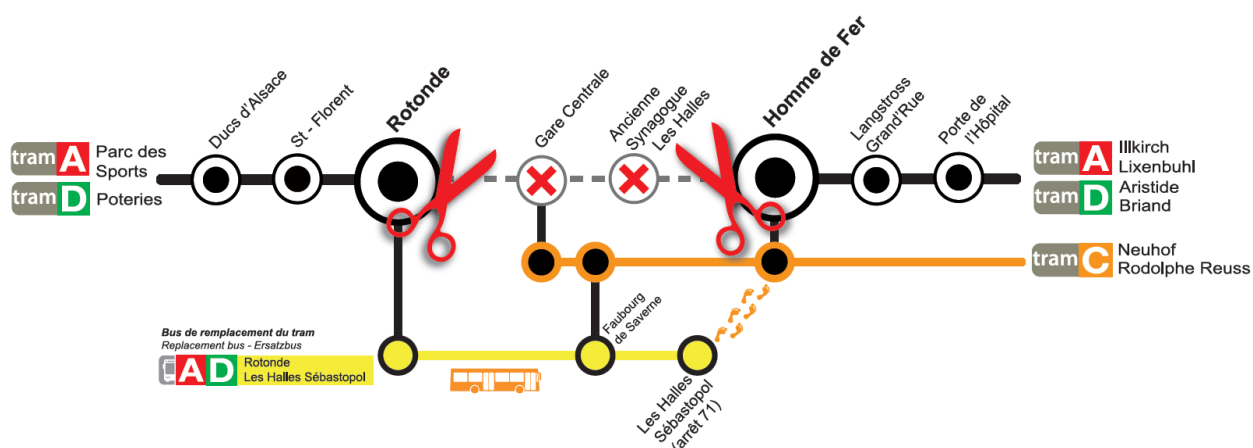 Ducs d'Alsace
St - Florent
Rotonde
Gare Centrale
Ancienne
Synagogue
Les Halles
Homme de Fer
Langstross
Grand'Rue
Porte de
l'Hôpital
tram A
Parc des
Sports
tram D
Poteries
tram A
Illkirch
Lixenbuhl
tram D
Aristide
Briand
tram C
Neuhof
Rodolphe Reuss
Bus de remplacement du tram
Replacement bus - Ersatzbus
A D
Rotonde
Les Halles Sébastopol
Faubourg
de Saverne
Les Halles
Sébastopol
(arrêt 71)